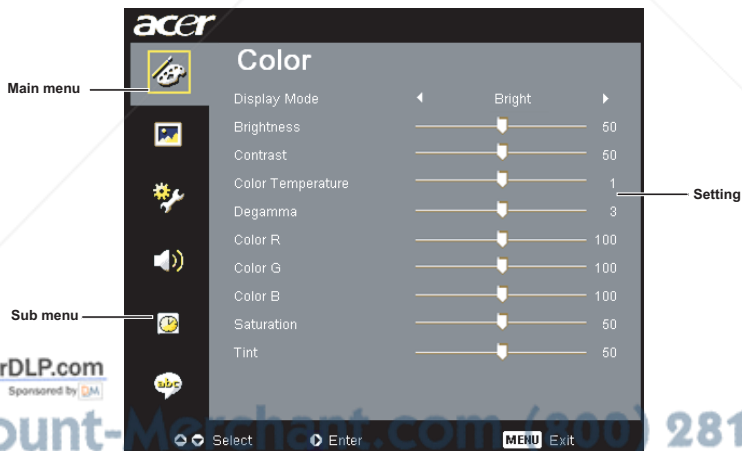 acer
Color
Main menu
Display Mode Bright
Brightness 50
Contrast 50
Color Temperature 1
Setting
Degamma 3
Color R 100
Color G 100
Color B 100
Sub menu
Saturation 50
Tint 50
abc
rDLP.com
Sponsored by DM
ount-Merchant.com (800) 281
Select Enter MENU Exit